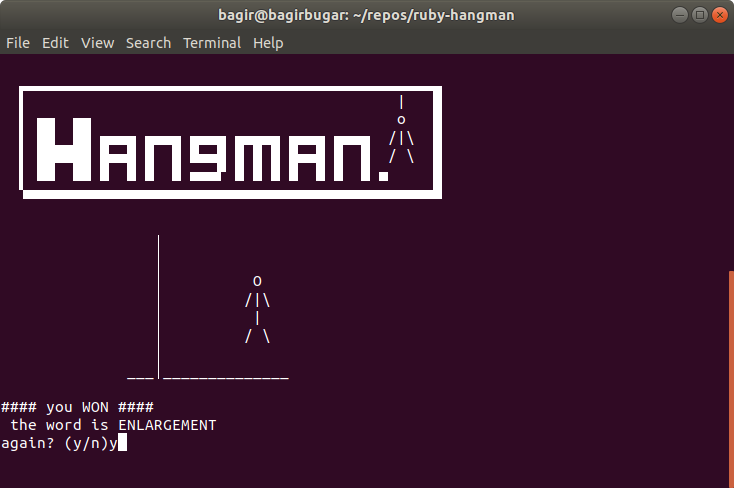 bagir@bagirbugar: ~/repos/ruby-hangman
File Edit View Search Terminal Help
Hangman.
#### you WON ####
the word is ENLARGEMENT
again? (y/n)y